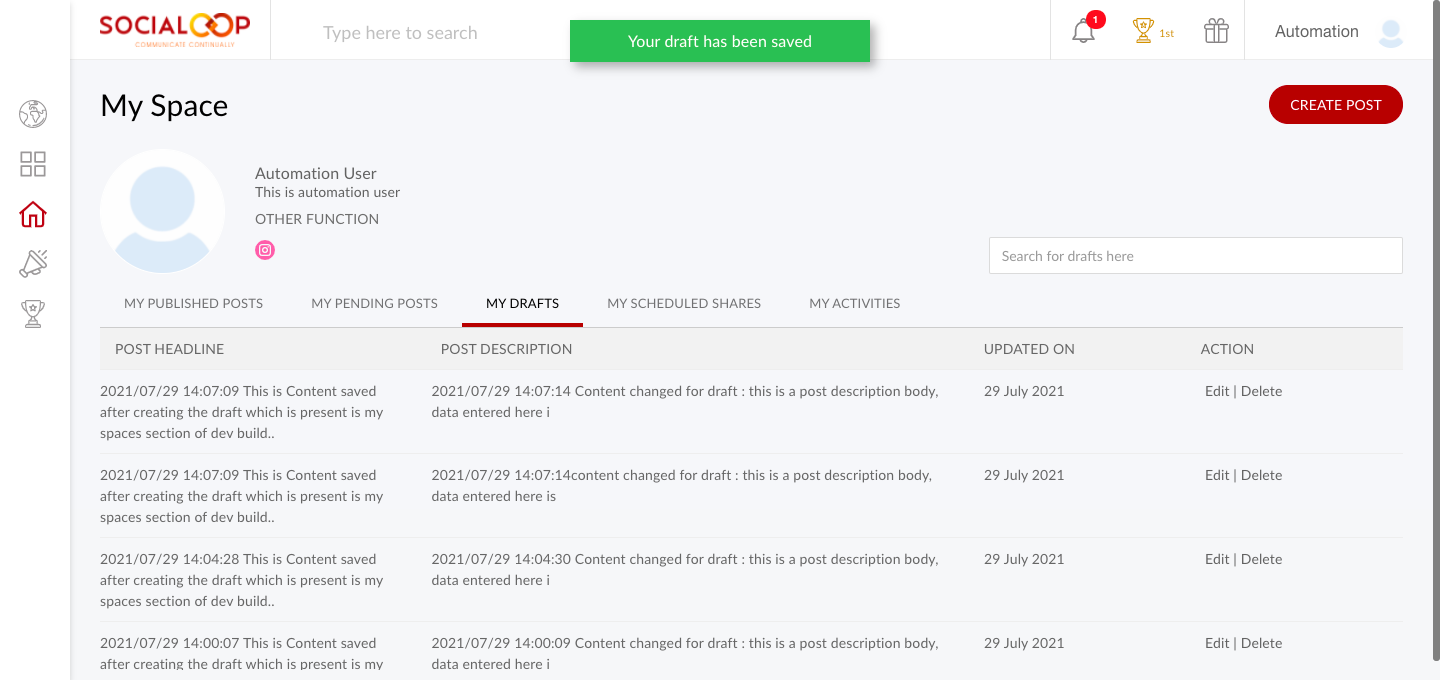 SOCIALOOP
COMMUNICATE CONTINUALLY
Type here to search
Your draft has been saved
1
1st
Automation
My Space
CREATE POST
Automation User
This is automation user
OTHER FUNCTION
Search for drafts here
MY PUBLISHED POSTS MY PENDING POSTS MY DRAFTS MY SCHEDULED SHARES MY ACTIVITIES
POST HEADLINE POST DESCRIPTION UPDATED ON ACTION
2021/07/29 14:07:09 This is Content saved
after creating the draft which is present is my
spaces section of dev build..
2021/07/29 14:07:14 Content changed for draft : this is a post description body,
data entered here i
29 July 2021
Edit | Delete
2021/07/29 14:07:09 This is Content saved
after creating the draft which is present is my
spaces section of dev build..
2021/07/29 14:07:14content changed for draft : this is a post description body,
data entered here is
29 July 2021
Edit | Delete
2021/07/29 14:04:28 This is Content saved
after creating the draft which is present is my
spaces section of dev build..
2021/07/29 14:04:30 Content changed for draft : this is a post description body,
data entered here i
29 July 2021
Edit | Delete
2021/07/29 14:00:07 This is Content saved
after creating the draft which is present is my
2021/07/29 14:00:09 Content changed for draft : this is a post description body,
data entered here i
29 July 2021
Edit | Delete